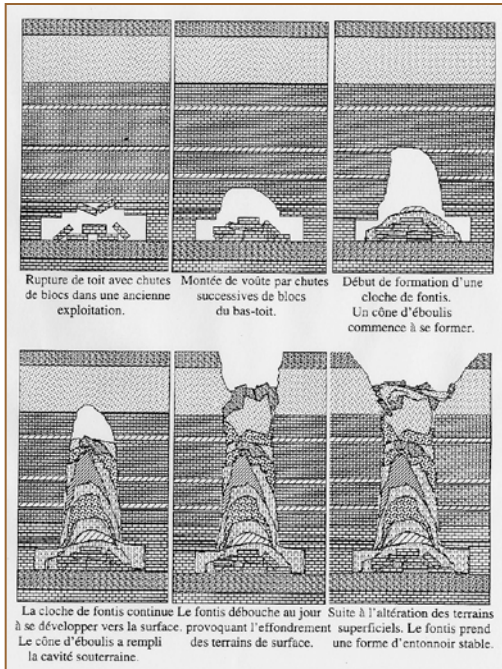 Rupture de toit avec chutes
de blocs dans une ancienne
exploitation.
Montée de voûte par chutes
successives de blocs
du bas-toit.
Début de formation d'une
cloche de fontis.
Un cône d'éboulis
commence à se former.
La cloche de fontis continue
à se développer vers la surface.
Le cône d'éboulis a rempli
la cavité souterraine.
Le fontis débouche au jour
provoquant l'effondrement
des terrains de surface.
Suite à l'altération des terrains
superficiels. Le fontis prend
une forme d'entonnoir stable.